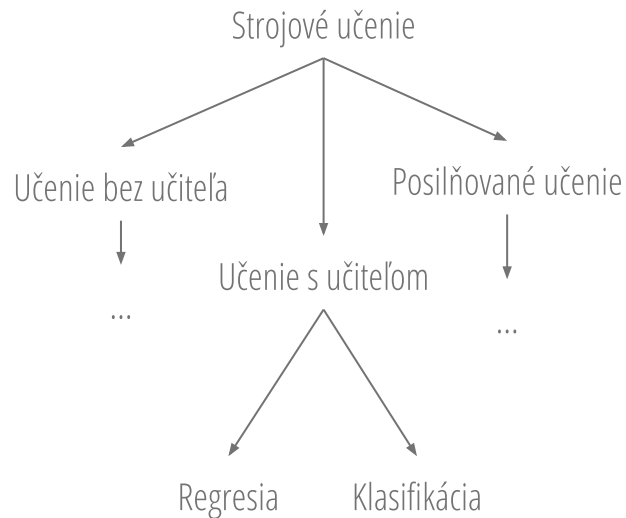 Strojové učenie
Učenie bez učiteľa
Posilňované učenie
Učenie s učiteľom
...
...
Regresia
Klasifikácia